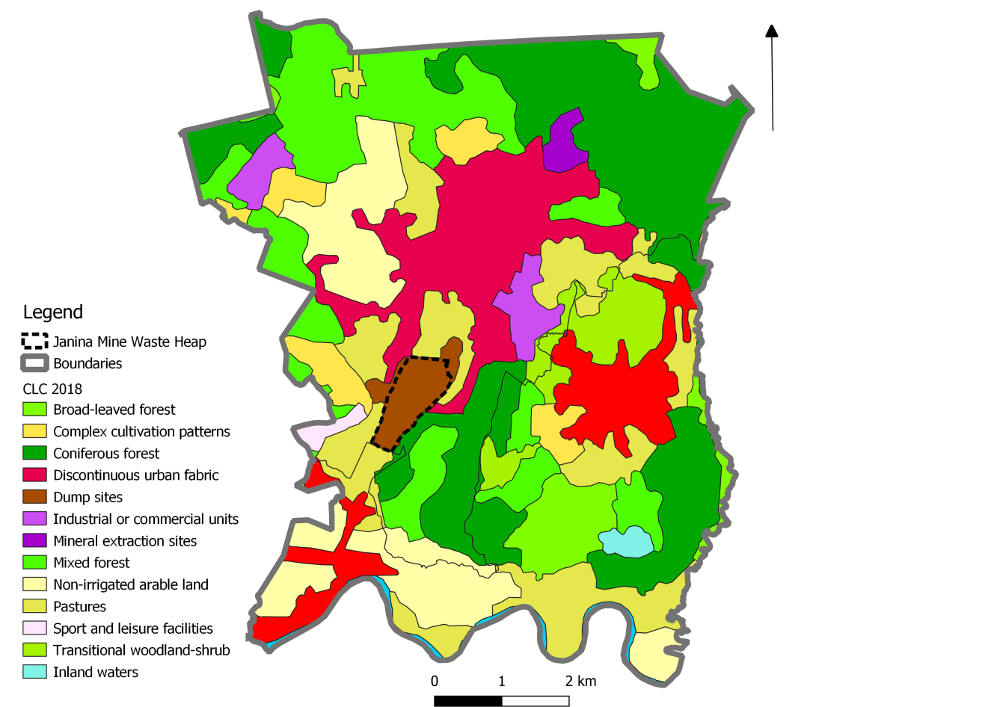 Legend
Janina Mine Waste Heap
Boundaries
CLC 2018
Broad-leaved forest
Complex cultivation patterns
Coniferous forest
Discontinuous urban fabric
Dump sites
Industrial or commercial units
Mineral extraction sites
Mixed forest
Non-irrigated arable land
Pastures
Sport and leisure facilities
Transitional woodland-shrub
Inland waters
0 1 2 km